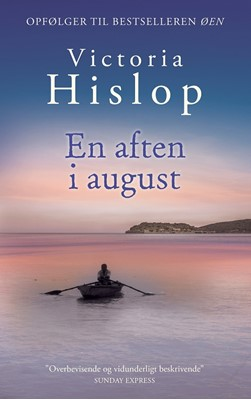 OPFØLGER TIL BESTSELLEREN ØEN
Victoria
Hislop
En aften
i august
"Overbevisende og vidunderligt beskrivende"
SUNDAY EXPRESS